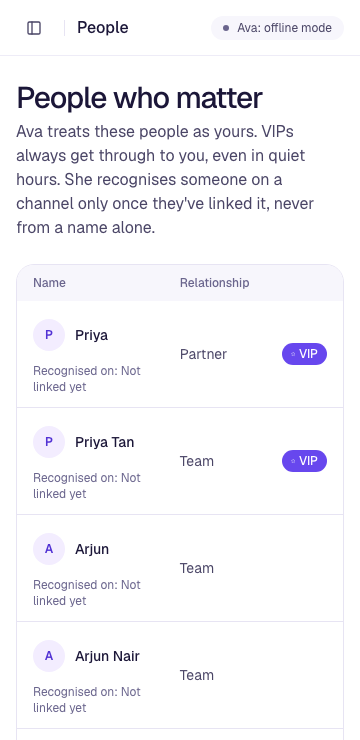 People
Ava: offline mode
People who matter
Ava treats these people as yours. VIPs
always get through to you, even in quiet
hours. She recognises someone on a
channel only once they've linked it, never
from a name alone.
Name Relationship
P Priya
Recognised on: Not
linked yet
Partner
VIP
P Priya Tan
Recognised on: Not
linked yet
Team
VIP
A Arjun
Recognised on: Not
linked yet
Team
A Arjun Nair
Recognised on: Not
linked yet
Team